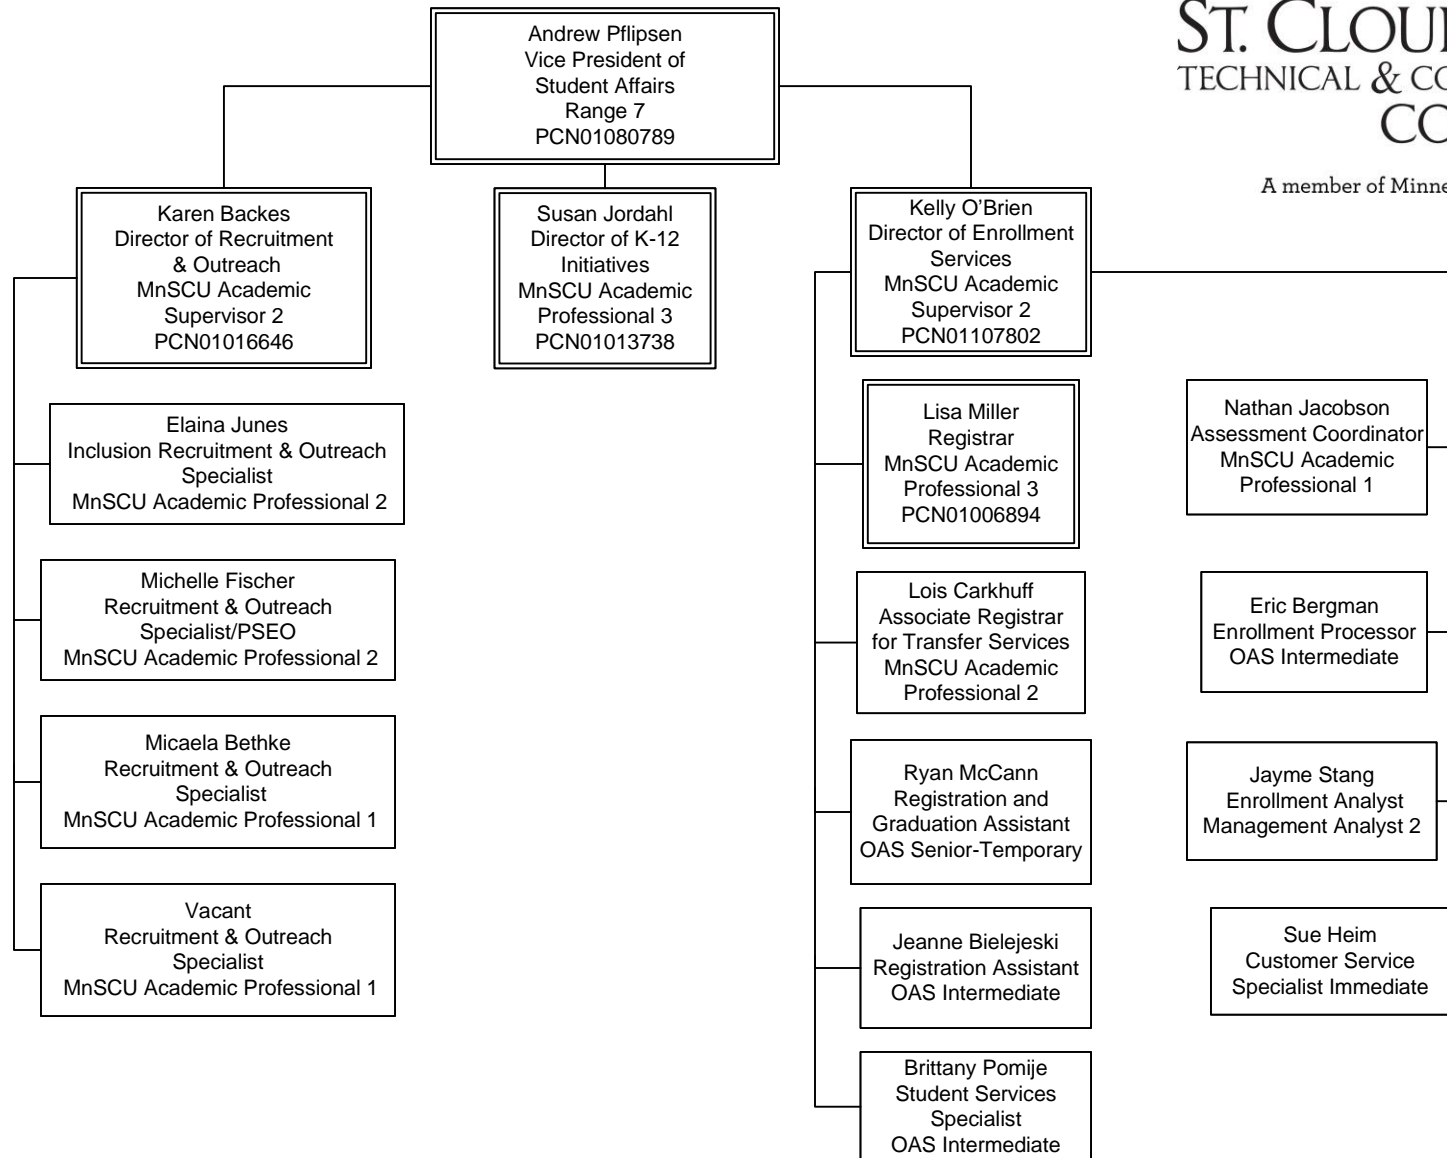 Andrew Pflipsen
Vice President of
Student Affairs
Range 7
PCN01080789
ST. CLOU
TECHNICAL & CO
CO
A member of Minne
Karen Backes
Director of Recruitment
& Outreach
MnSCU Academic
Supervisor 2
PCN01016646
Susan Jordahl
Director of K-12
Initiatives
MnSCU Academic
Professional 3
PCN01013738
Kelly O'Brien
Director of Enrollment
Services
MnSCU Academic
Supervisor 2
PCN01107802
Elaina Junes
Inclusion Recruitment & Outreach
Specialist
MnSCU Academic Professional 2
Michelle Fischer
Recruitment & Outreach
Specialist/PSEO
MnSCU Academic Professional 2
Micaela Bethke
Recruitment & Outreach
Specialist
MnSCU Academic Professional 1
Vacant
Recruitment & Outreach
Specialist
MnSCU Academic Professional 1
Lisa Miller
Registrar
MnSCU Academic
Professional 3
PCN01006894
Lois Carkhuff
Associate Registrar
for Transfer Services
MnSCU Academic
Professional 2
Ryan McCann
Registration and
Graduation Assistant
OAS Senior-Temporary
Jeanne Bielejeski
Registration Assistant
OAS Intermediate
Brittany Pomije
Student Services
Specialist
OAS Intermediate
Nathan Jacobson
Assessment Coordinator
MnSCU Academic
Professional 1
Eric Bergman
Enrollment Processor
OAS Intermediate
Jayme Stang
Enrollment Analyst
Management Analyst 2
Sue Heim
Customer Service
Specialist Immediate